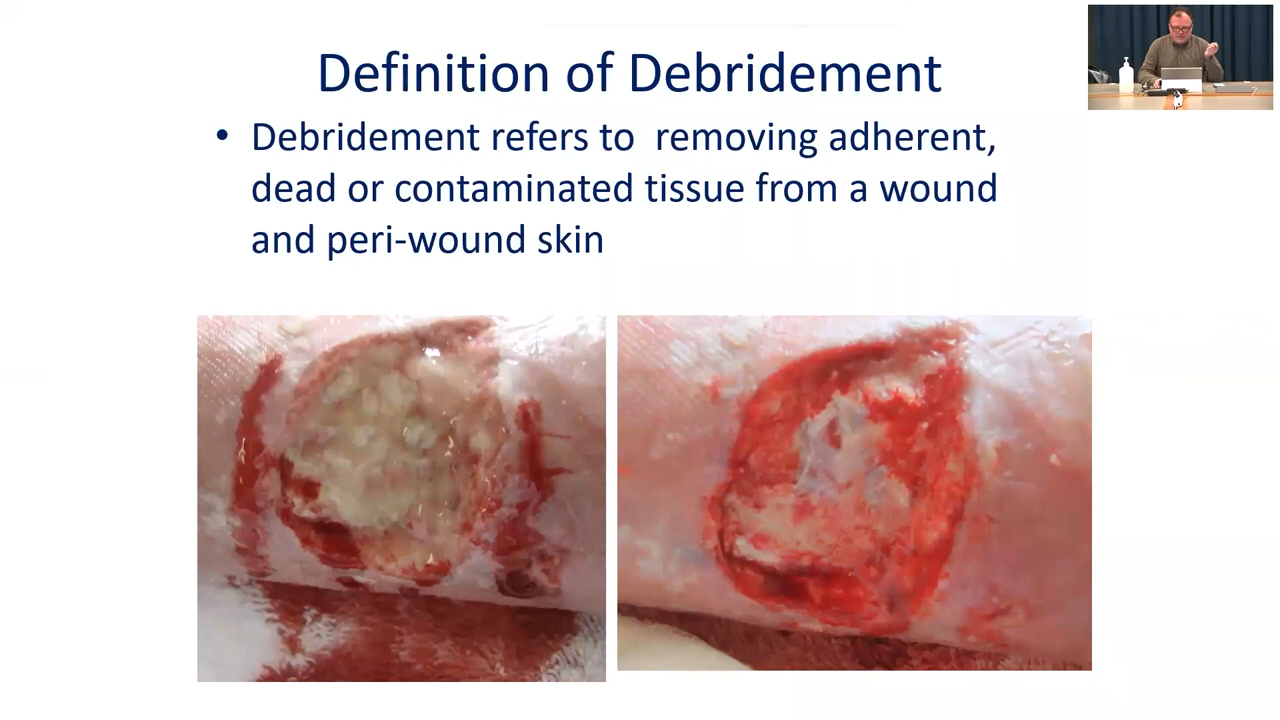 Definition of Debridement
• Debridement refers to  removing adherent,
dead or contaminated tissue from a wound
and peri-wound skin